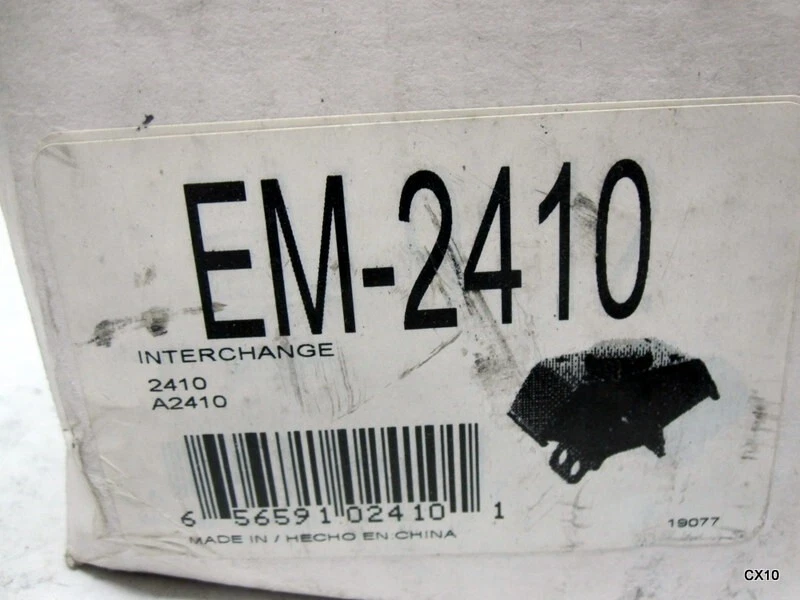 EM-2410
INTERCHANGE
2410
A2410
6 56591 02410 1
MADE IN / HECHO EN CHINA
19077
CX10